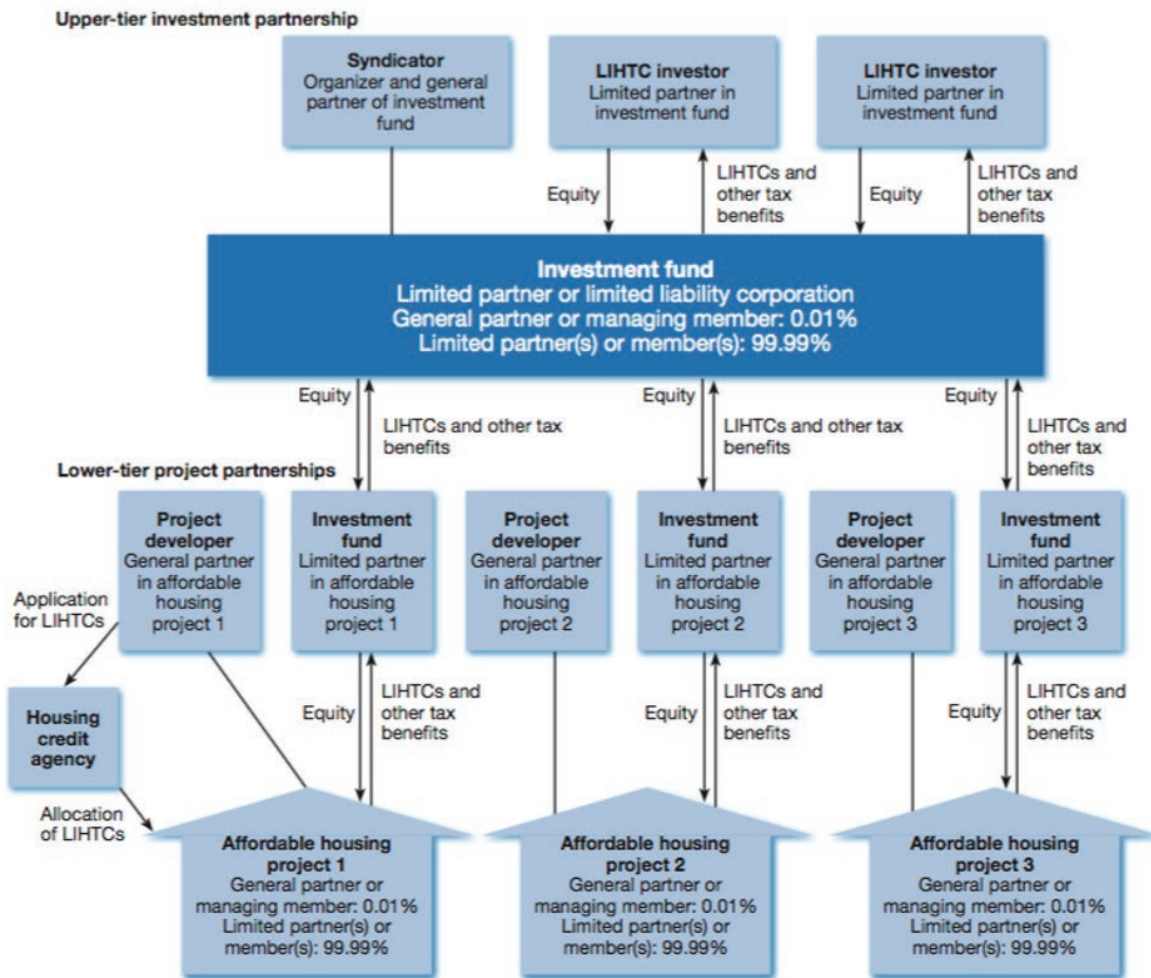 Upper-tier investment partnership
Syndicator
Organizer and general
partner of investment
fund
LIHTC investor
Limited partner in
investment fund
LIHTC investor
Limited partner in
investment fund
Equity
LIHTCs and
other tax
benefits
Equity
LIHTCs and
other tax
benefits
Investment fund
Limited partner or limited liability corporation
General partner or managing member: 0.01%
Limited partner(s) or member(s): 99.99%
Equity
LIHTCs and other tax
benefits
Equity
LIHTCs and other tax
benefits
Equity
LIHTCs and
other tax
benefits
Lower-tier project partnerships
Project
developer
General partner
in affordable
housing
project 1
Investment
fund
Limited partner
in affordable
housing
project 1
Project
developer
General partner
in affordable
housing
project 2
Investment
fund
Limited partner
in affordable
housing
project 2
Project
developer
General partner
in affordable
housing
project 3
Investment
fund
Limited partner
in affordable
housing
project 3
Application
for LIHTCs
Housing
credit
agency
Allocation
of LIHTCs
Equity
LIHTCs and
other tax
benefits
Equity
LIHTCs and
other tax
benefits
Equity
LIHTCs and
other tax
benefits
Affordable housing
project 1
General partner or
managing member: 0.01%
Limited partner(s) or
member(s): 99.99%
Affordable housing
project 2
General partner or
managing member: 0.01%
Limited partner(s) or
member(s): 99.99%
Affordable housing
project 3
General partner or
managing member: 0.01%
Limited partner(s) or
member(s): 99.99%